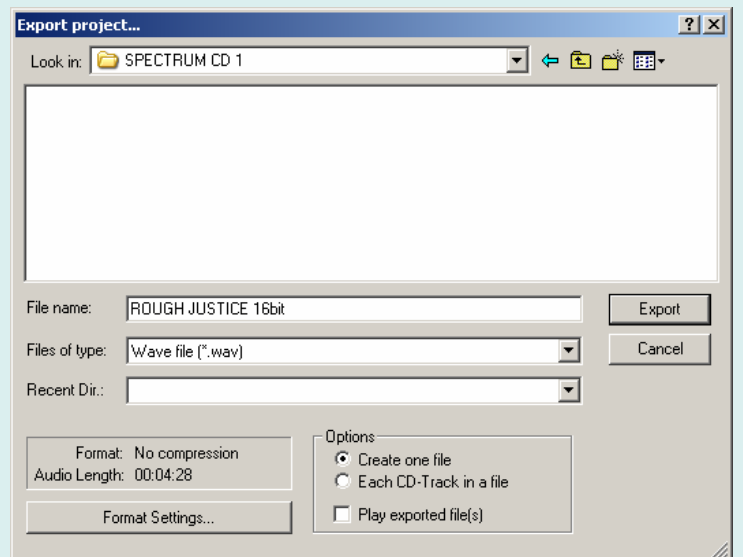 Export project...
Look in: SPECTRUM CD 1
File name: ROUGH JUSTICE 16bit Export
Files of type: Wave file (*.wav) Cancel
Recent Dir.:
Options
Format: No compression Create one file
Audio Length: 00:04:28 Each CD-Track in a file
Format Settings... Play exported file(s)